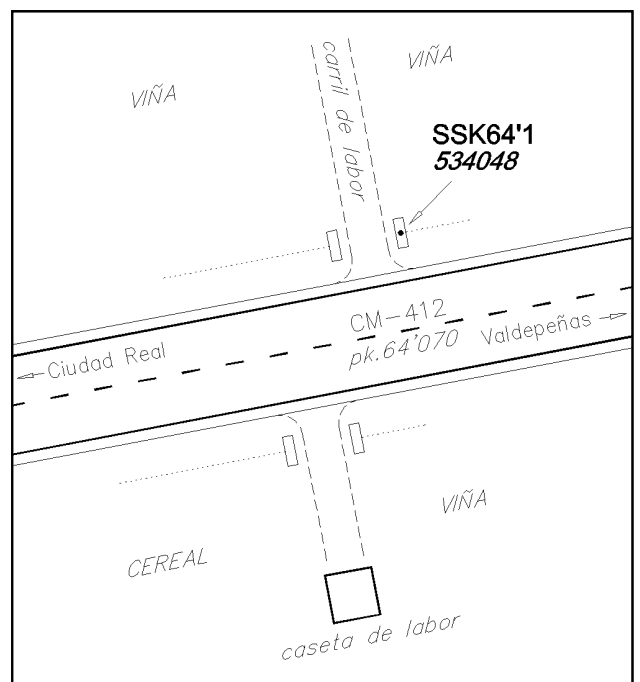 VIÑA
VIÑA
carril de labor
SSK64'1
534048
CM-412
pk.64'070
Valdepeñas
Ciudad Real
VIÑA
CEREAL
caseta de labor